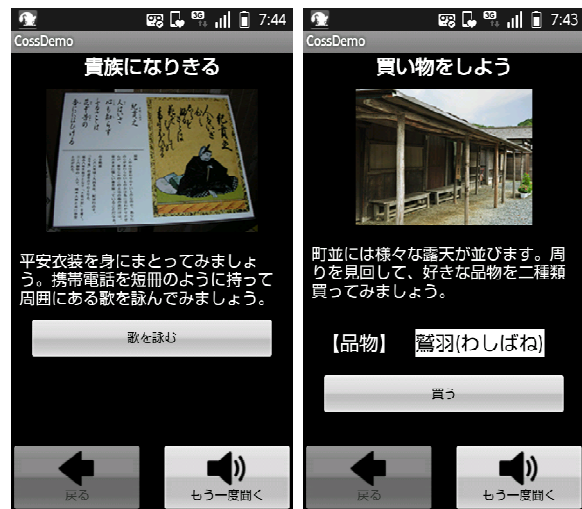 7:44
CossDemo
貴族になりきる
平安衣装を身にまとってみましょ
う。携帯電話を短冊のように持って
周囲にある歌を詠んでみましょう。
歌を詠む
戻る
もう一度聞く
7:43
CossDemo
買い物をしよう
町並には様々な露天が並びます。周
りを見回して、好きな品物を二種類
買ってみましょう。
【品物】 鷲羽(わしばね)
買う
戻る
もう一度聞く